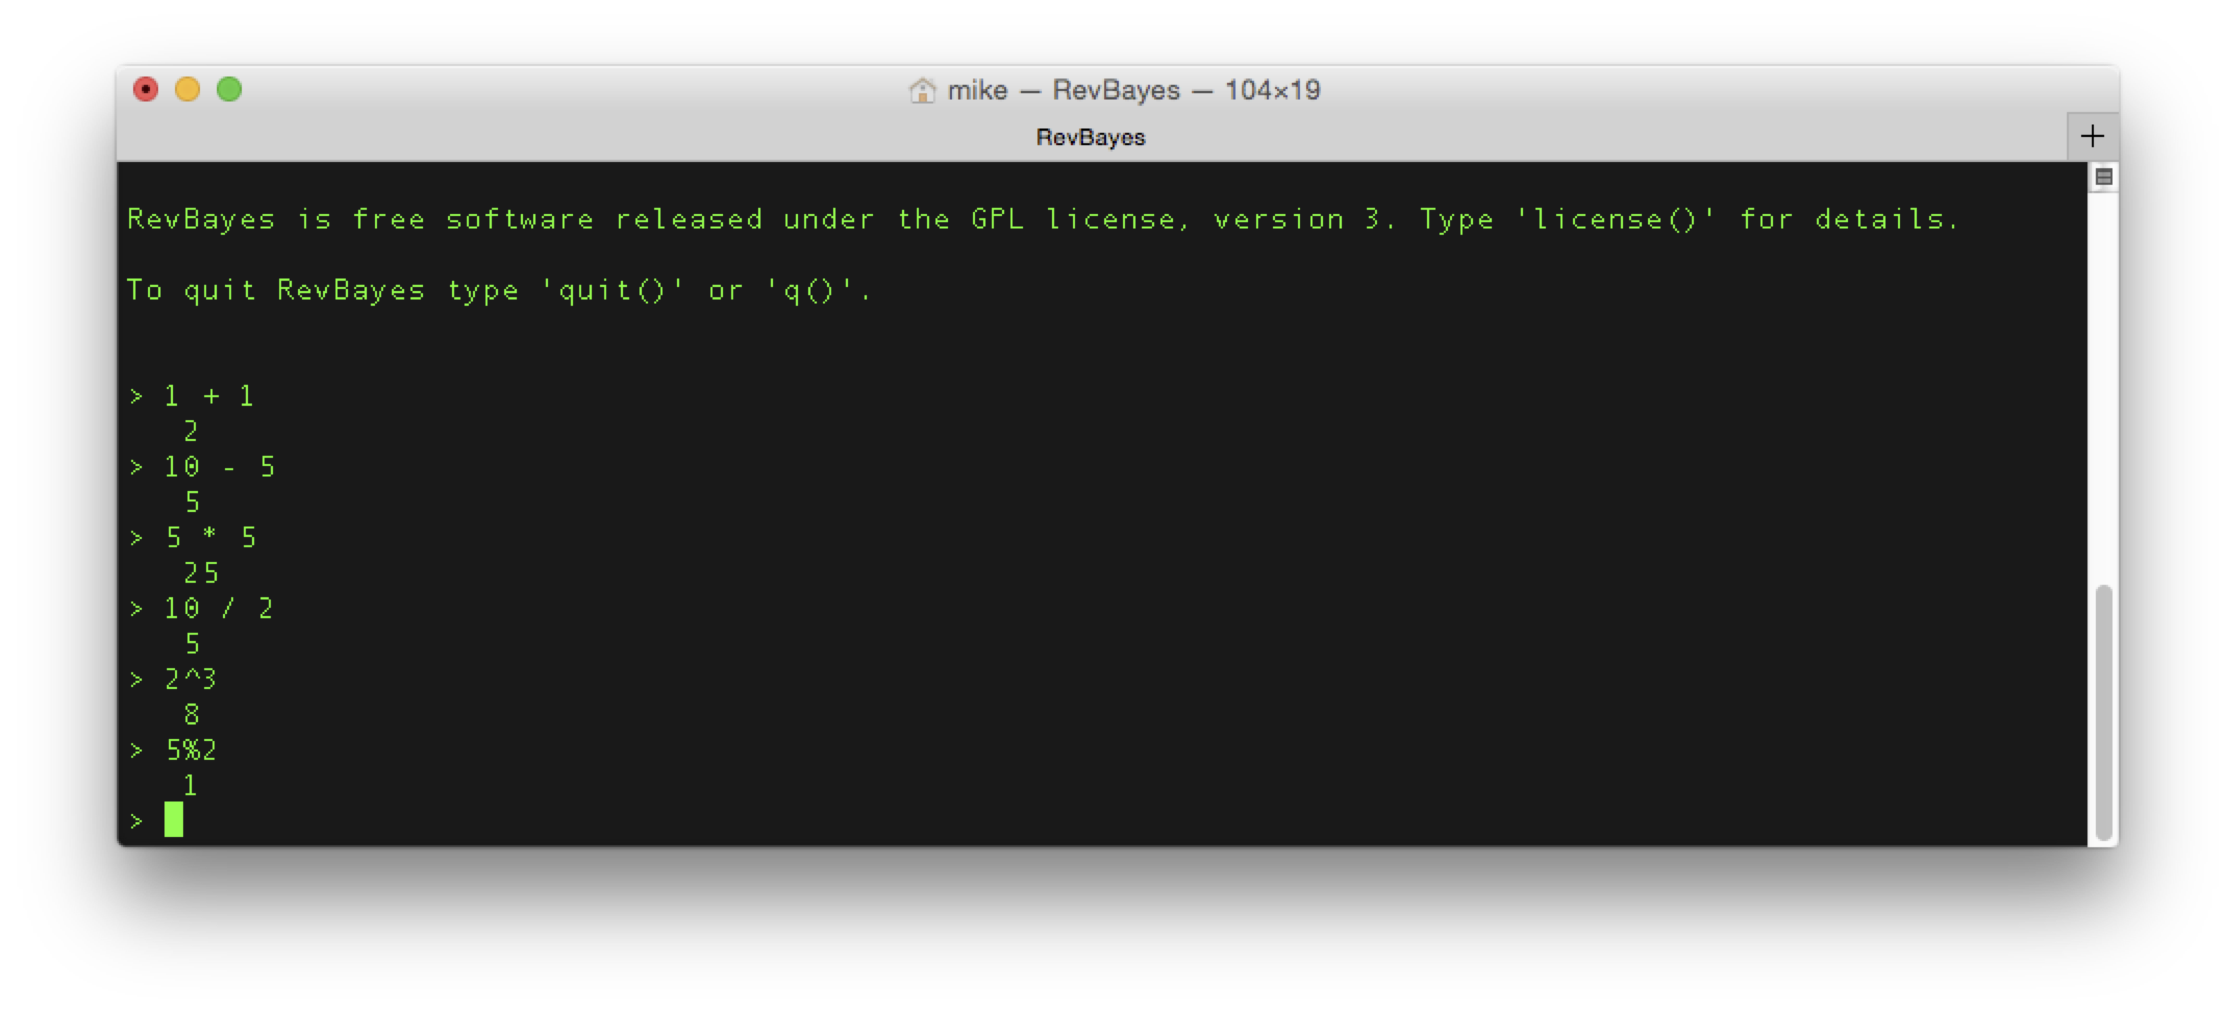 mike — RevBayes — 104×19
RevBayes
RevBayes is free software released under the GPL license, version 3. Type 'license()' for details.
To quit RevBayes type 'quit()' or 'q()'.
> 1 + 1
2
> 10 - 5
5
> 5 * 5
25
> 10 / 2
5
> 2^3
8
> 5%2
1
>